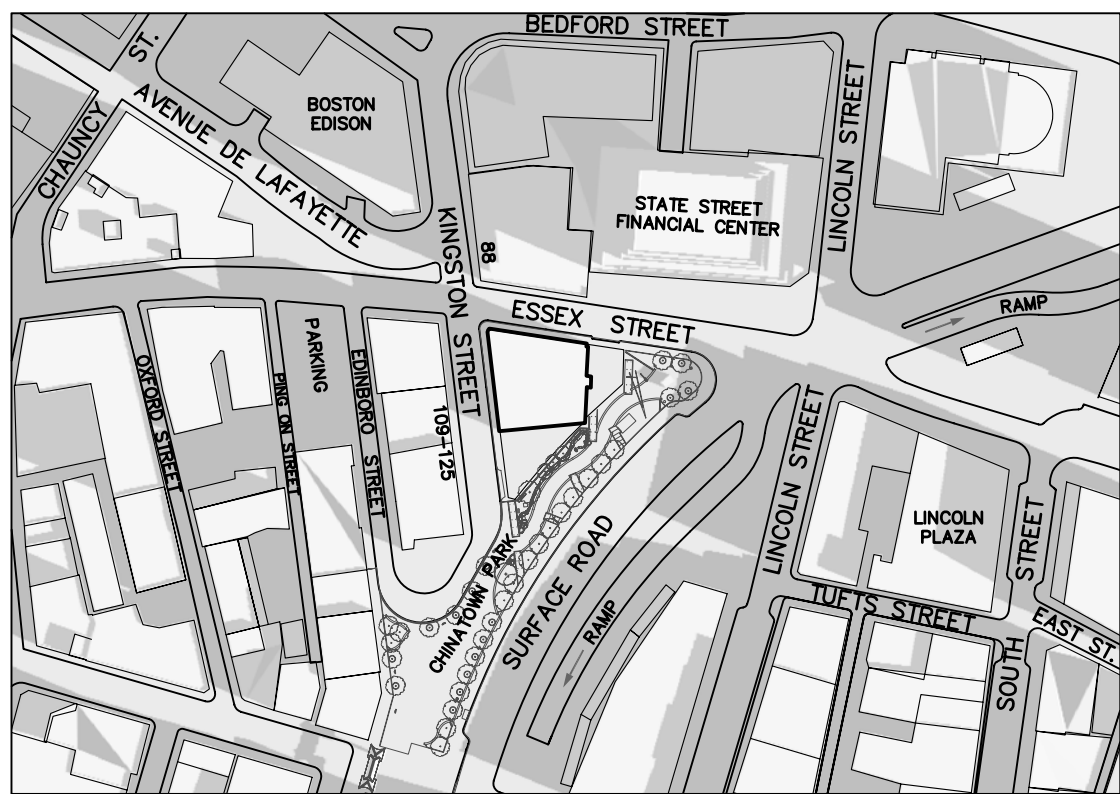 BEDFORD STREET
ST.
AVENUE DE LAFAYETTE
CHAUNCY
BOSTON
EDISON
LINCOLN STREET
STATE STREET
FINANCIAL CENTER
KINGSTON STREET
88
ESSEX STREET
RAMP
PARKING
OXFORD STREET
PING ON STREET
EDINBORO STREET
109-125
LINCOLN STREET
LINCOLN
PLAZA
STREET
CHINATOWN PARK
SURFACE ROAD
RAMP
TUFTS STREET
EAST ST.
SOUTH